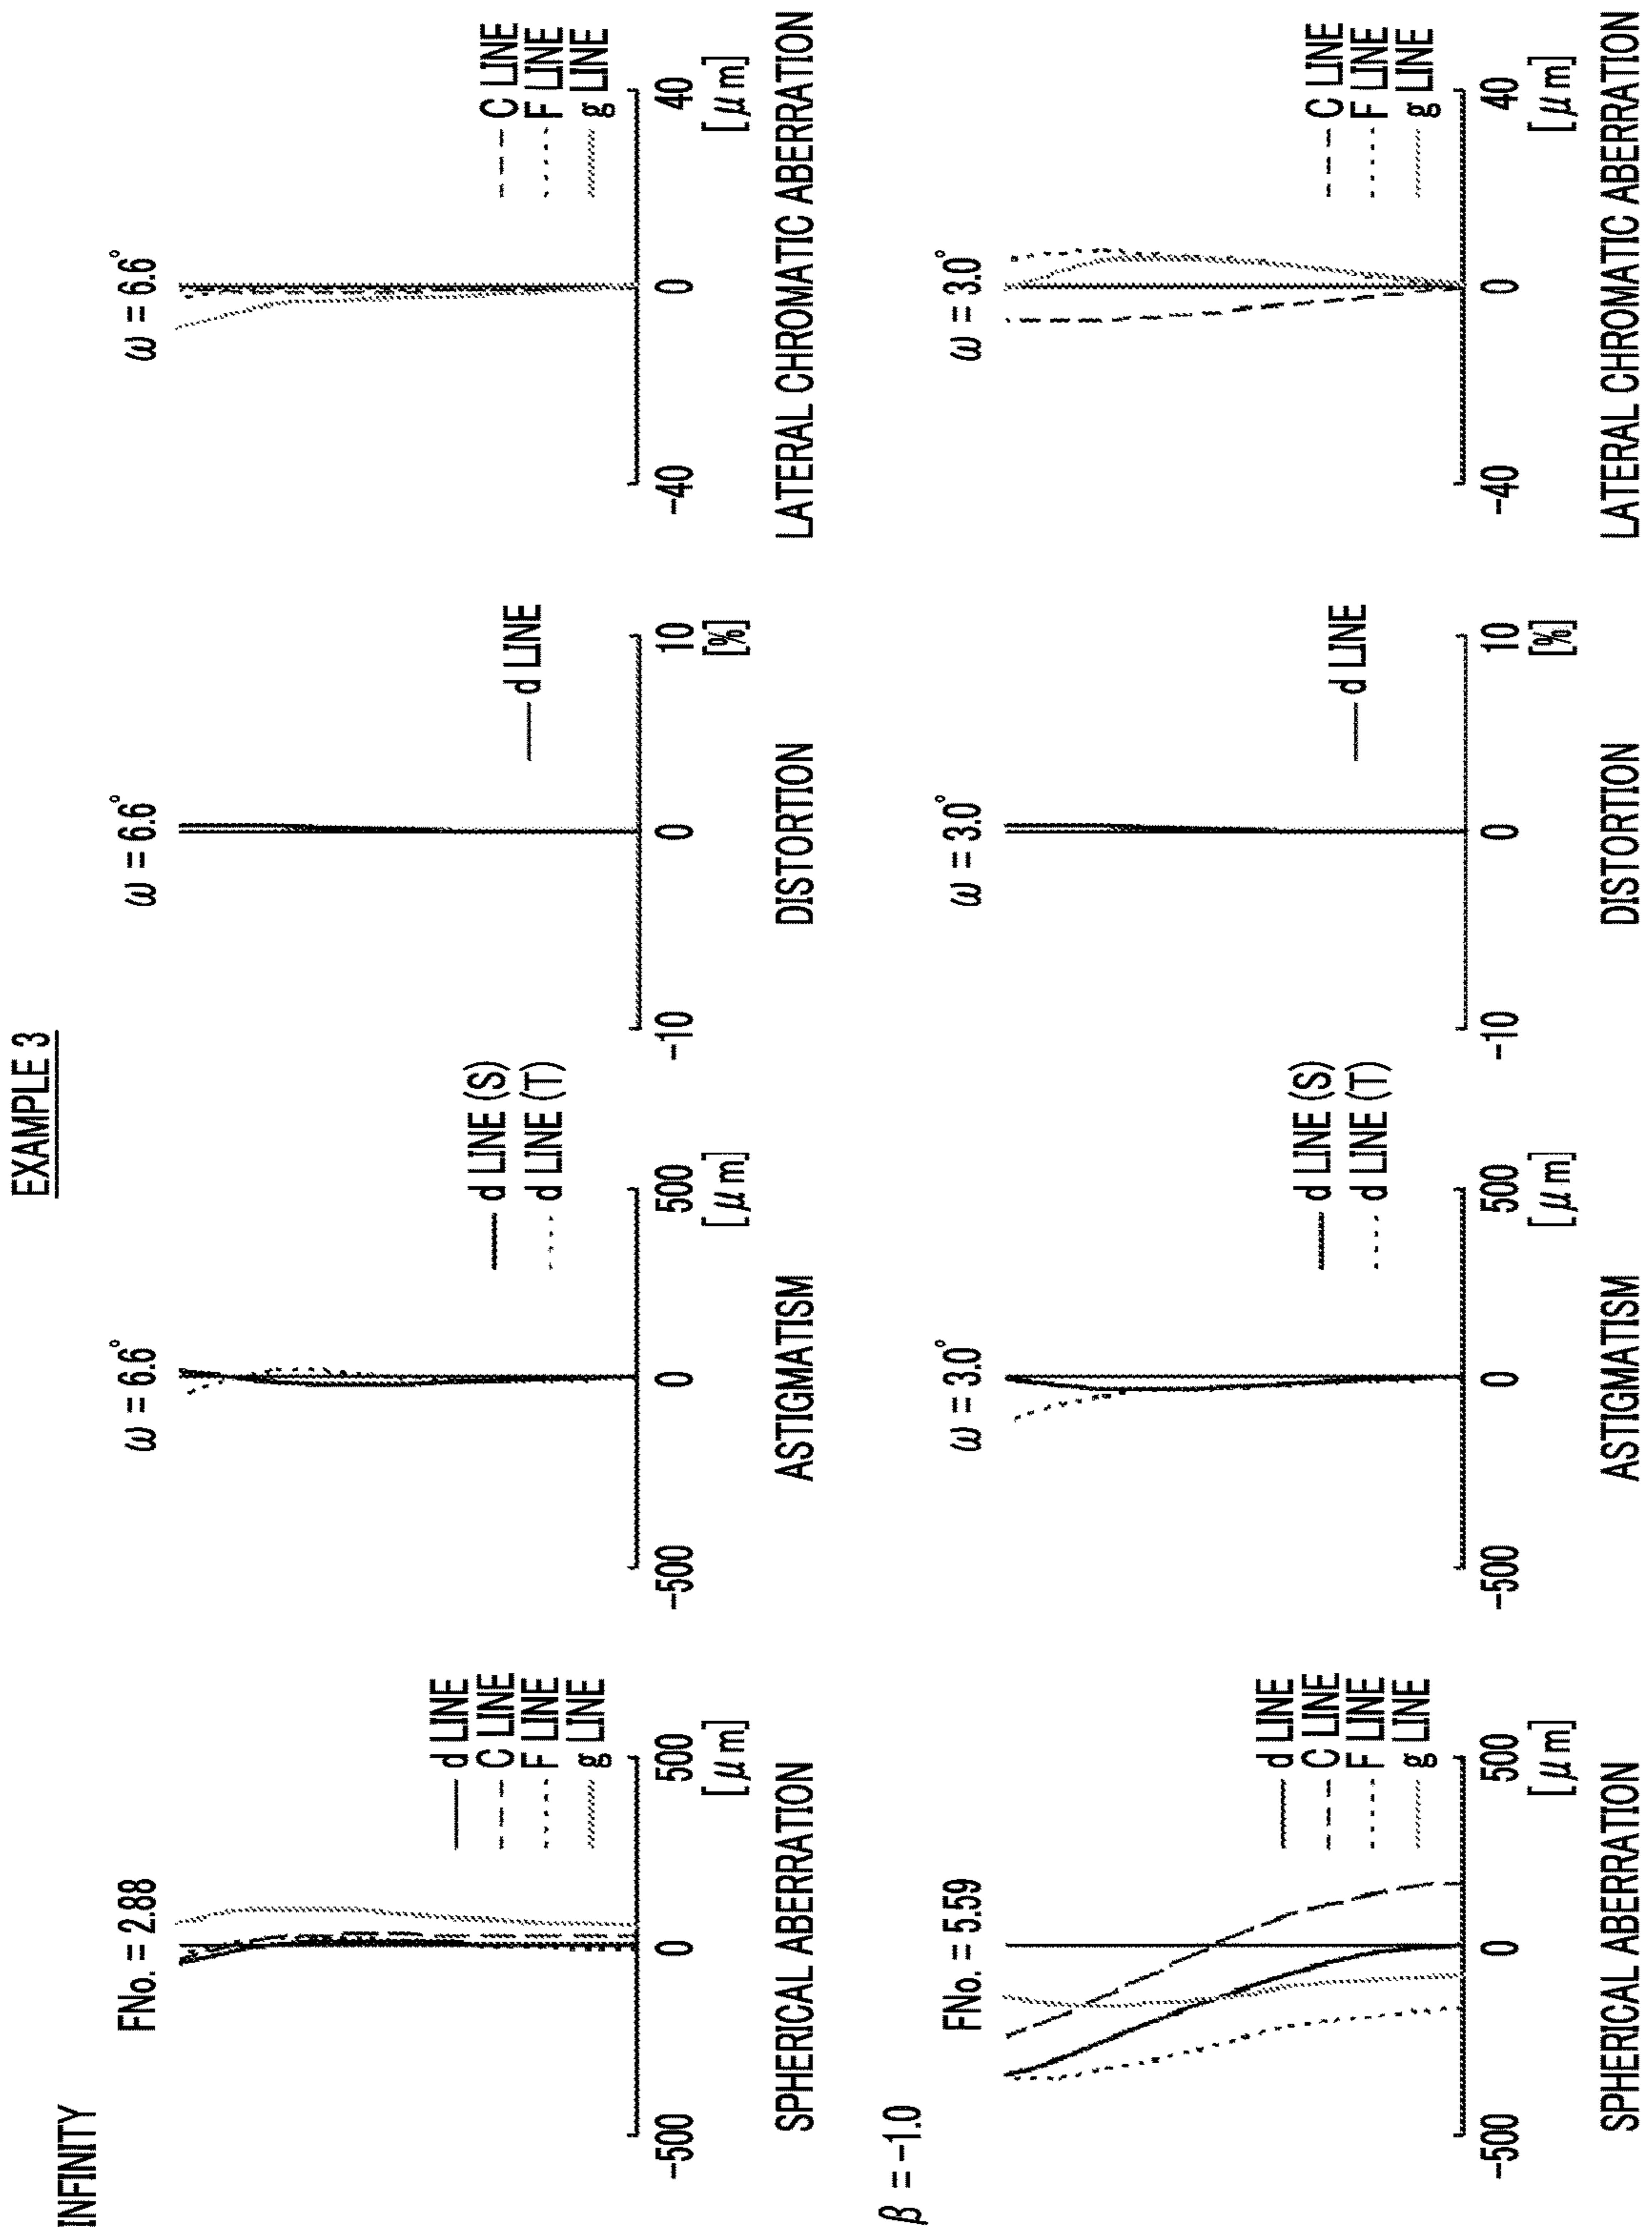 EXAMPLE 3
INFINITY
FNo. = 2.88
d LINE
C LINE
F LINE
g LINE
-500
0
500
[μm]
SPHERICAL ABERRATION
ω = 6.6°
d LINE (S)
d LINE (T)
-500
0
500
[μm]
ASTIGMATISM
ω = 6.6°
d LINE
-10
0
10
[%]
DISTORTION
ω = 6.6°
C LINE
F LINE
g LINE
-40
0
40
[μm]
LATERAL CHROMATIC ABERRATION
β = -1.0
FNo. = 5.59
d LINE
C LINE
F LINE
g LINE
-500
0
500
[μm]
SPHERICAL ABERRATION
ω = 3.0°
d LINE (S)
d LINE (T)
-500
0
500
[μm]
ASTIGMATISM
ω = 3.0°
d LINE
-10
0
10
[%]
DISTORTION
ω = 3.0°
C LINE
F LINE
g LINE
-40
0
40
[μm]
LATERAL CHROMATIC ABERRATION